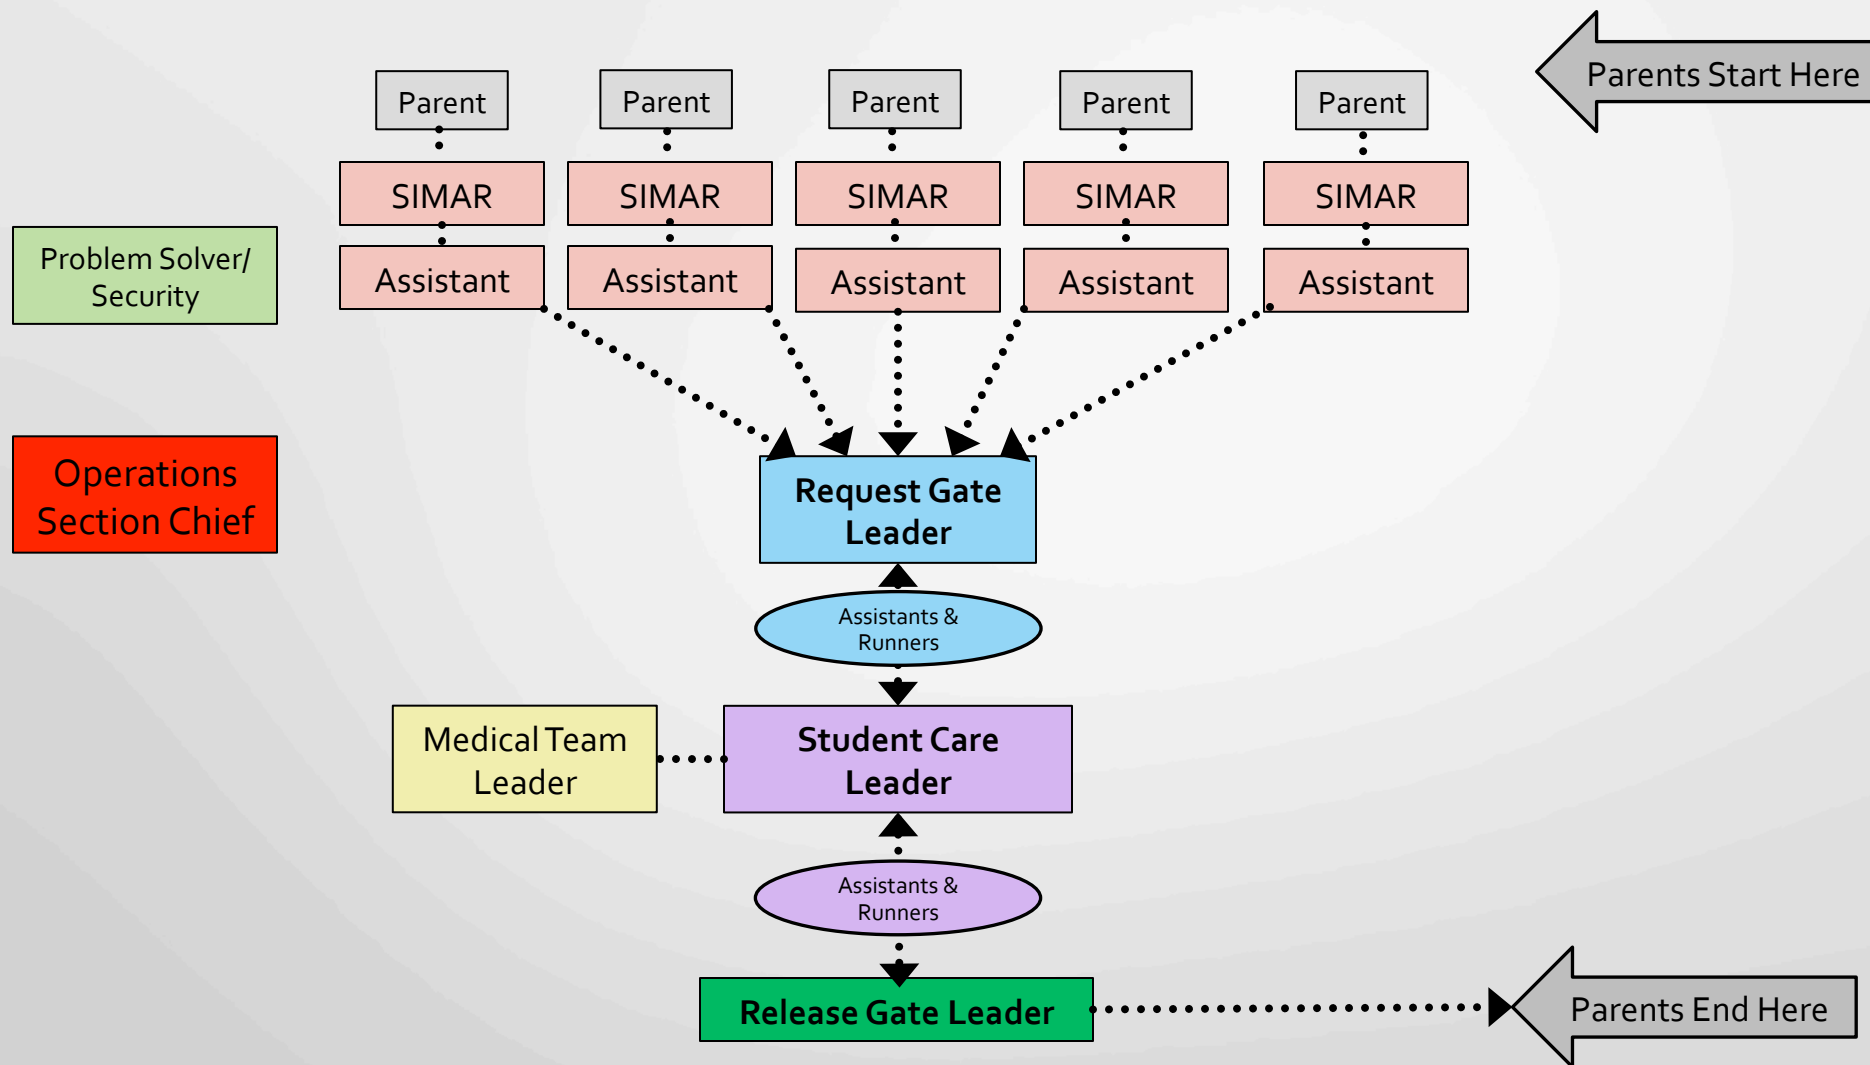 Parents Start Here
Parent
Parent
Parent
Parent
Parent
SIMAR
SIMAR
SIMAR
SIMAR
SIMAR
Problem Solver/
Security
Assistant
Assistant
Assistant
Assistant
Assistant
Operations
Section Chief
Request Gate
Leader
Assistants &
Runners
Medical Team
Leader
Student Care
Leader
Assistants &
Runners
Release Gate Leader
Parents End Here